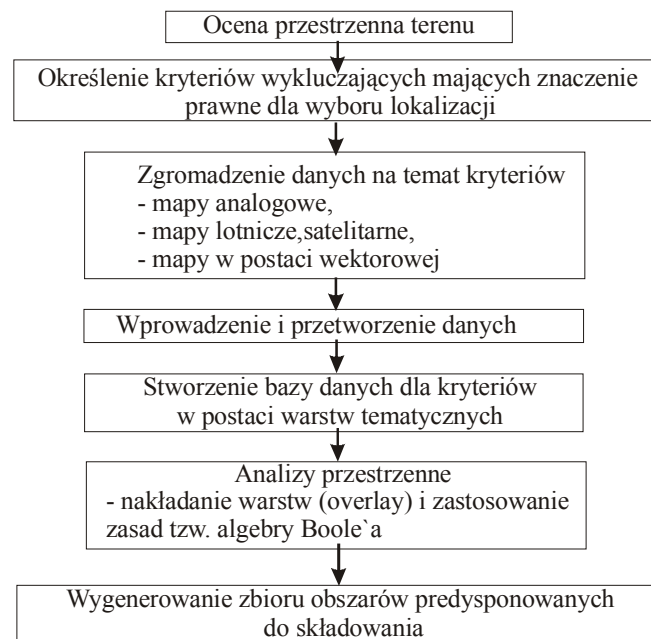 Ocena przestrzenna terenu
Określenie kryteriów wykluczających mających znaczenie
prawne dla wyboru lokalizacji
Zgromadzenie danych na temat kryteriów
- mapy analogowe,
- mapy lotnicze,satelitarne,
- mapy w postaci wektorowej
Wprowadzenie i przetworzenie danych
Stworzenie bazy danych dla kryteriów
w postaci warstw tematycznych
Analizy przestrzenne
- nakładanie warstw (overlay) i zastosowanie
zasad tzw. algebry Boole`a
Wygenerowanie zbioru obszarów predysponowanych
do składowania